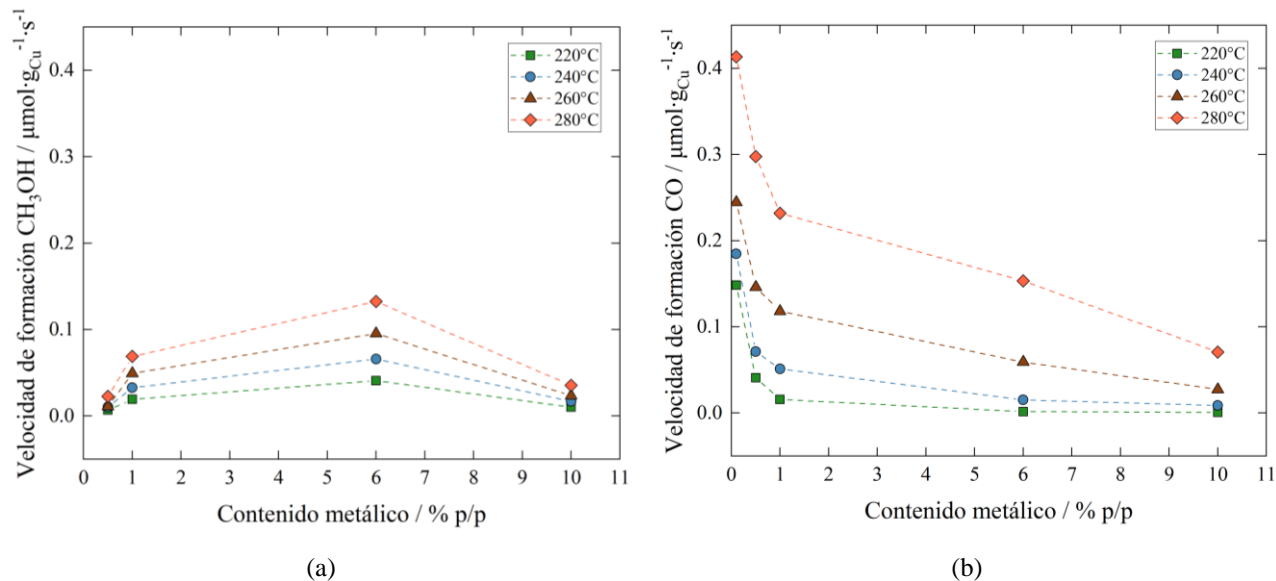 Velocidad de formación CH₃OH / µmol·g_Cu⁻¹·s⁻¹
0.4
0.3
0.2
0.1
0.0
220°C
240°C
260°C
280°C
0 1 2 3 4 5 6 7 8 9 10 11
Contenido metálico / % p/p
(a)
Velocidad de formación CO / µmol·g_Cu⁻¹·s⁻¹
0.4
0.3
0.2
0.1
0.0
220°C
240°C
260°C
280°C
0 1 2 3 4 5 6 7 8 9 10 11
Contenido metálico / % p/p
(b)